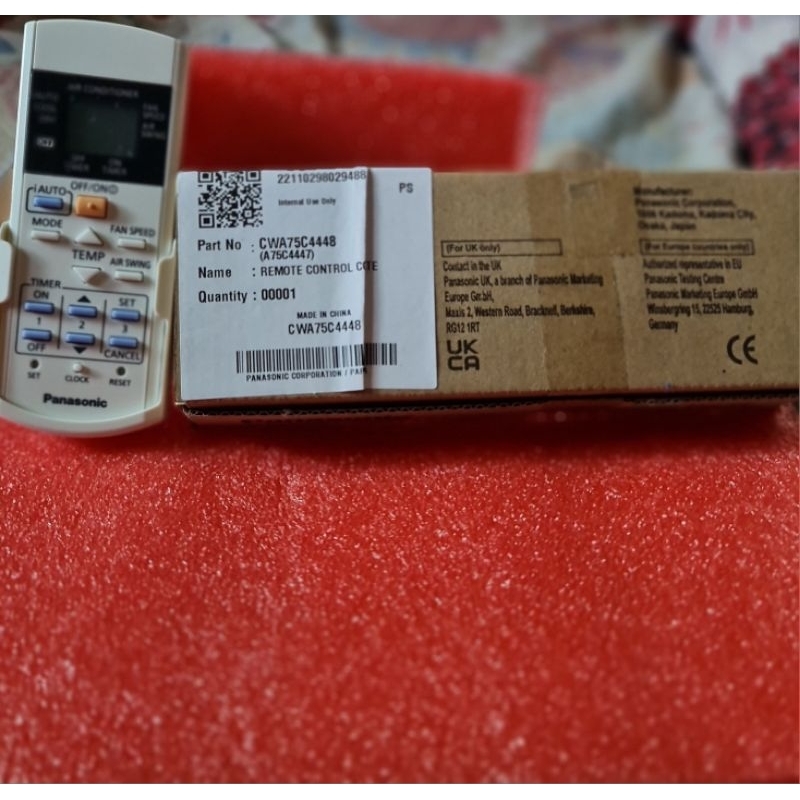 AIR CONDITIONER
AUTO
COOL
DRY
FAN
SPEED
AIR
SWING
OFF
TIMER
ON
TIMER
iAUTO
OFF/ON
MODE
FAN SPEED
TEMP
AIR SWING
TIMER
ON
SET
1
2
3
OFF
CANCEL
SET
CLOCK
RESET
Panasonic
22110298029488
PS
Internal Use Only
Part No : CWA75C4448
(A75C4447)
Name : REMOTE CONTROL
Quantity : 00001
MADE IN CHINA
CWA75C4448
PANASONIC CORPORATION /
(For UK only)
Contact in the UK
Panasonic UK, a branch of Panasonic Marketing
Europe GmbH,
Maxis 2, Western Road, Bracknell, Berkshire,
RG12 1RT
UK
CA
Manufacturer:
Panasonic Corporation,
1006 Kadoma, Kadoma City,
Osaka, Japan
(For Europe countries only)
Authorized representative in EU
Panasonic Testing Centre
Panasonic Marketing Europe GmbH
Winsbergring 15, 22525 Hamburg,
Germany
CE